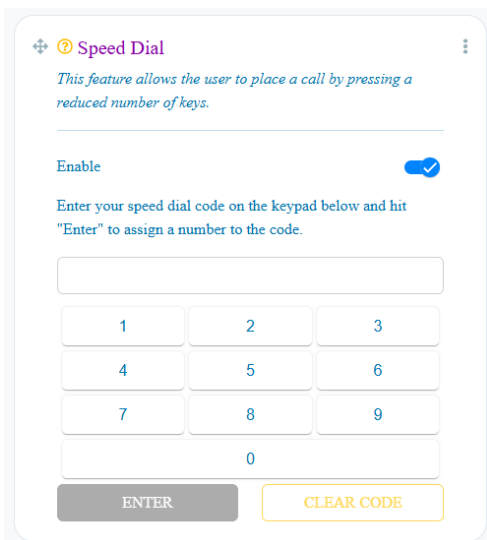 Speed Dial
This feature allows the user to place a call by pressing a
reduced number of keys.
Enable
Enter your speed dial code on the keypad below and hit
"Enter" to assign a number to the code.
1 2 3
4 5 6
7 8 9
0
ENTER CLEAR CODE